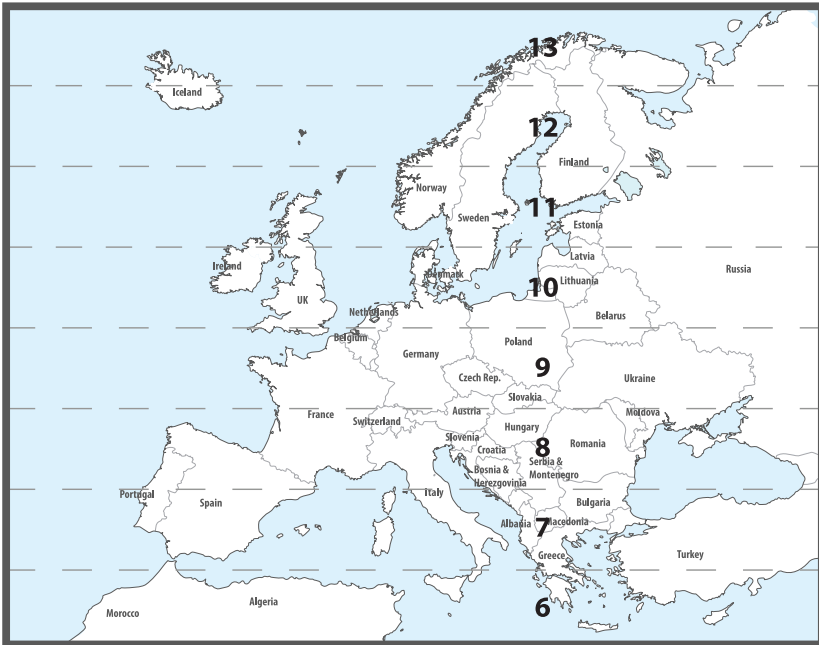 13
Iceland
12
Finland
Norway
11
Sweden
Estonia
Latvia
Ireland
Russia
Denmark
Lithuania
10
UK
Netherlands
Belarus
Belgium
Poland
Germany
9
Czech Rep.
Ukraine
Slovakia
Austria
France
Moldova
Switzerland
Hungary
Slovenia
Romania
8
Croatia
Serbia &
Montenegro
Bosnia &
Herezgovinia
Portugal
Italy
Spain
Bulgaria
Albania
7
Macedonia
Greece
Turkey
Algeria
6
Morocco